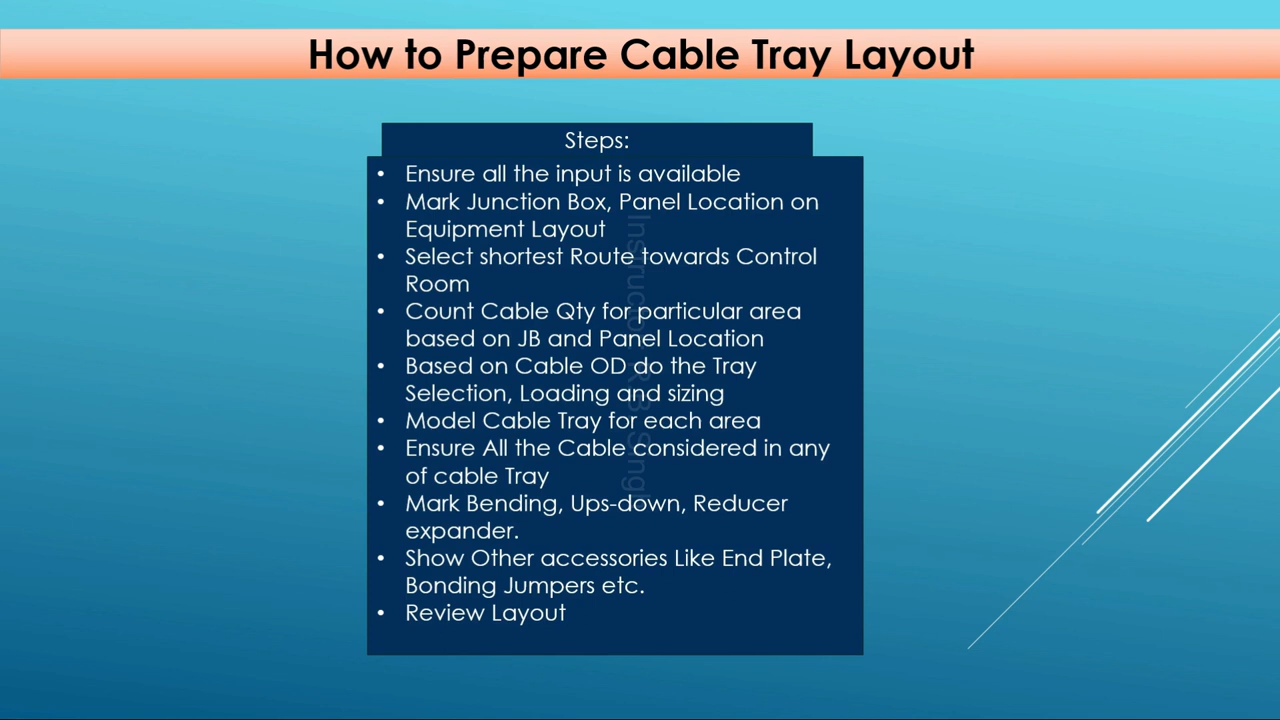 How to Prepare Cable Tray Layout
Steps:
• Ensure all the input is available
• Mark Junction Box, Panel Location on
Equipment Layout
• Select shortest Route towards Control
Room
• Count Cable Qty for particular area
based on JB and Panel Location
• Based on Cable OD do the Tray
Selection, Loading and sizing
• Model Cable Tray for each area
• Ensure All the Cable considered in any
of cable Tray
• Mark Bending, Ups-down, Reducer
expander.
• Show Other accessories Like End Plate,
Bonding Jumpers etc.
• Review Layout